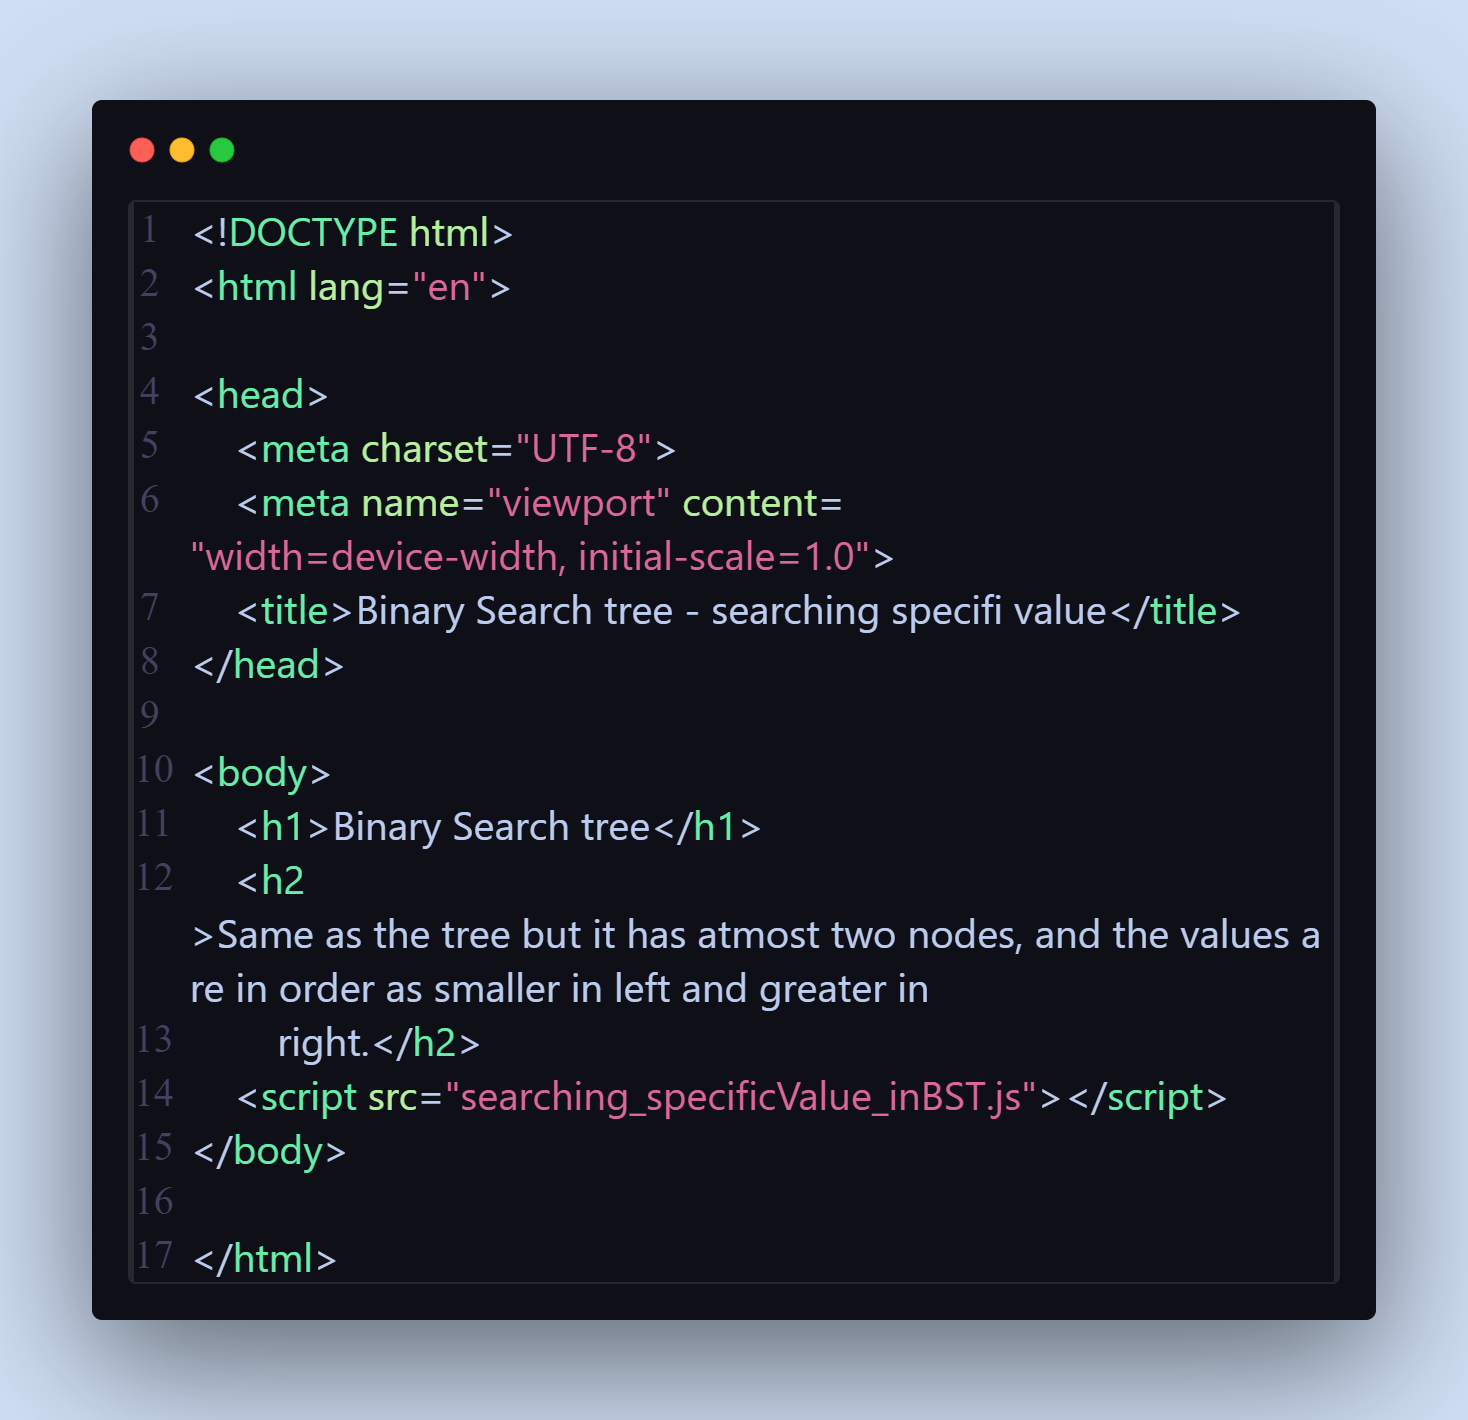 1 <!DOCTYPE html>
2 <html lang="en">
3
4 <head>
5     <meta charset="UTF-8">
6     <meta name="viewport" content=
"width=device-width, initial-scale=1.0">
7     <title>Binary Search tree - searching specifi value</title>
8 </head>
9
10 <body>
11     <h1>Binary Search tree</h1>
12     <h2
>Same as the tree but it has atmost two nodes, and the values a
re in order as smaller in left and greater in
13         right.</h2>
14     <script src="searching_specificValue_inBST.js"></script>
15 </body>
16
17 </html>